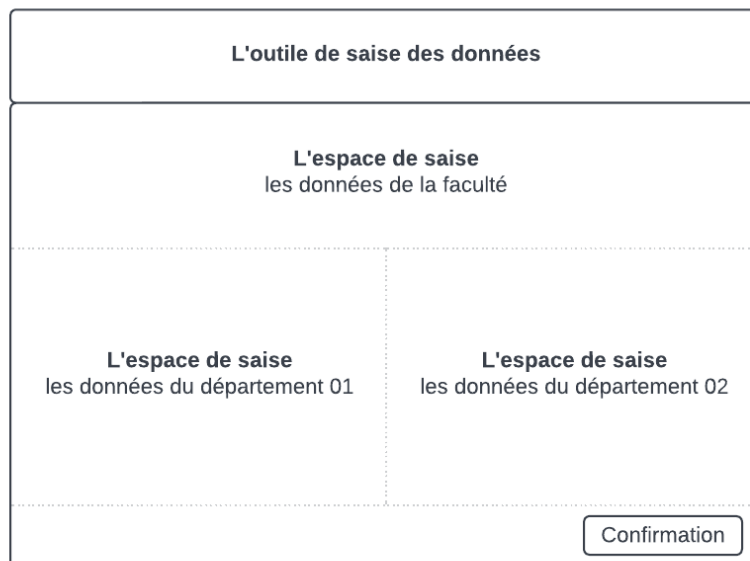 L'outile de saise des données
L'espace de saise
les données de la faculté
L'espace de saise
les données du département 01
L'espace de saise
les données du département 02
Confirmation